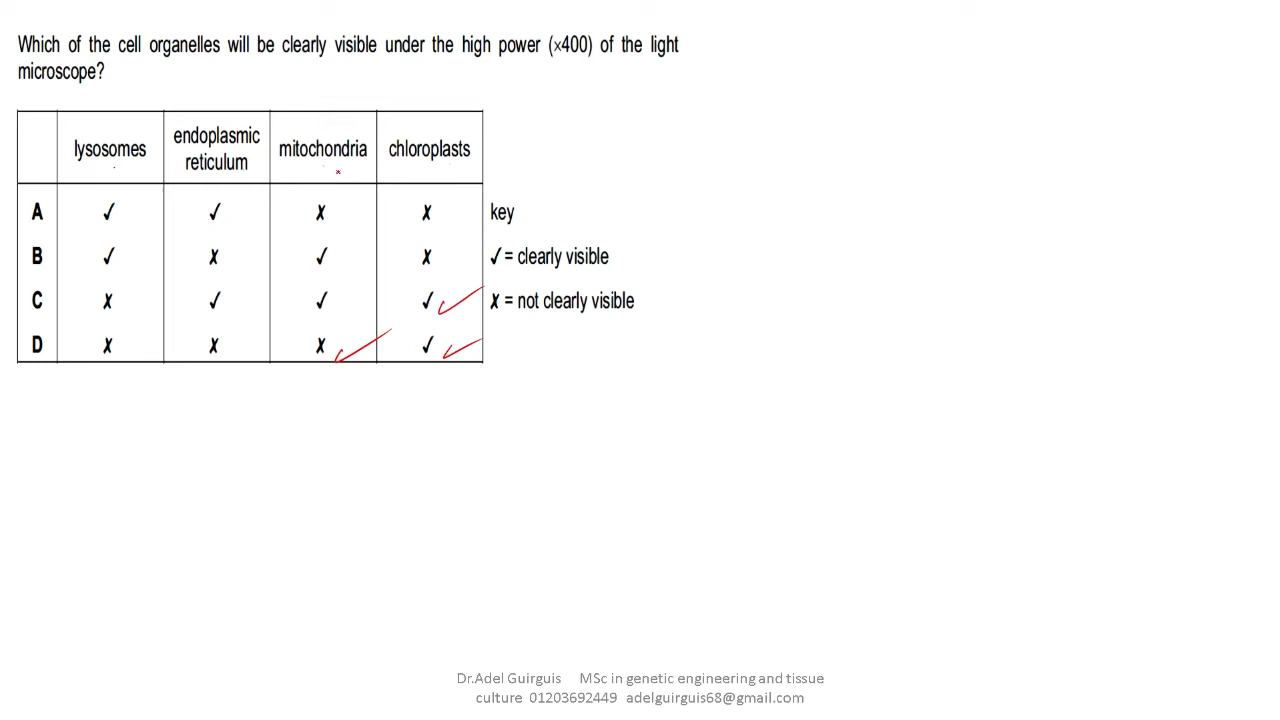 Which of the cell organelles will be clearly visible under the high power (×400) of the light
microscope?
lysosomes endoplasmic reticulum mitochondria chloroplasts
A ✓ ✓ ✗ ✗ key
B ✓ ✗ ✓ ✗ ✓= clearly visible
C ✗ ✓ ✓ ✓ ✗ = not clearly visible
D ✗ ✗ ✗ ✓
Dr.Adel Guirguis MSc in genetic engineering and tissue
culture 01203692449 adelguirguis68@gmail.com